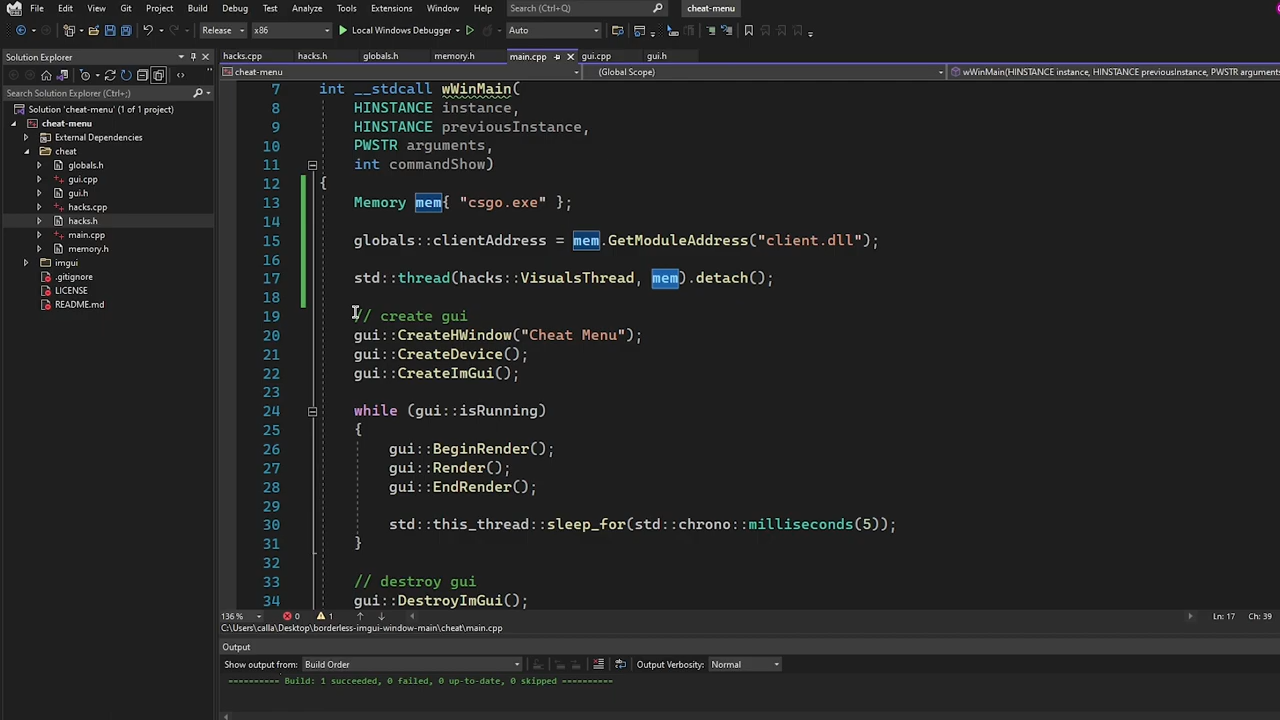 File Edit View Git Project Build Debug Test Analyze Tools Extensions Window Help Search (Ctrl+Q) cheat-menu
Release x86 Local Windows Debugger Auto
Solution Explorer
hacks.cpp hacks.h globals.h memory.h main.cpp gui.cpp gui.h
cheat-menu (Global Scope) wWinMain(HINSTANCE instance, HINSTANCE previousInstance, PWSTR arguments
Search Solution Explorer (Ctrl+;)
Solution 'cheat-menu' (1 of 1 project)
cheat-menu
External Dependencies
cheat
globals.h
gui.cpp
gui.h
hacks.cpp
hacks.h
main.cpp
memory.h
imgui
.gitignore
LICENSE
README.md
7 int __stdcall wWinMain(
8 HINSTANCE instance,
9 HINSTANCE previousInstance,
10 PWSTR arguments,
11 int commandShow)
12 {
13 Memory mem{ "csgo.exe" };
14
15 globals::clientAddress = mem.GetModuleAddress("client.dll");
16
17 std::thread(hacks::VisualsThread, mem).detach();
18
19 // create gui
20 gui::CreateHWindow("Cheat Menu");
21 gui::CreateDevice();
22 gui::CreateImGui();
23
24 while (gui::isRunning)
25 {
26 gui::BeginRender();
27 gui::Render();
28 gui::EndRender();
29
30 std::this_thread::sleep_for(std::chrono::milliseconds(5));
31 }
32
33 // destroy gui
34 gui::DestroyImGui();
136 % 0 1 Ln: 17 Ch: 39
C:\Users\calla\Desktop\borderless-imgui-window-main\cheat\main.cpp
Output
Show output from: Build Order Output Verbosity: Normal
========== Build: 1 succeeded, 0 failed, 0 up-to-date, 0 skipped ==========